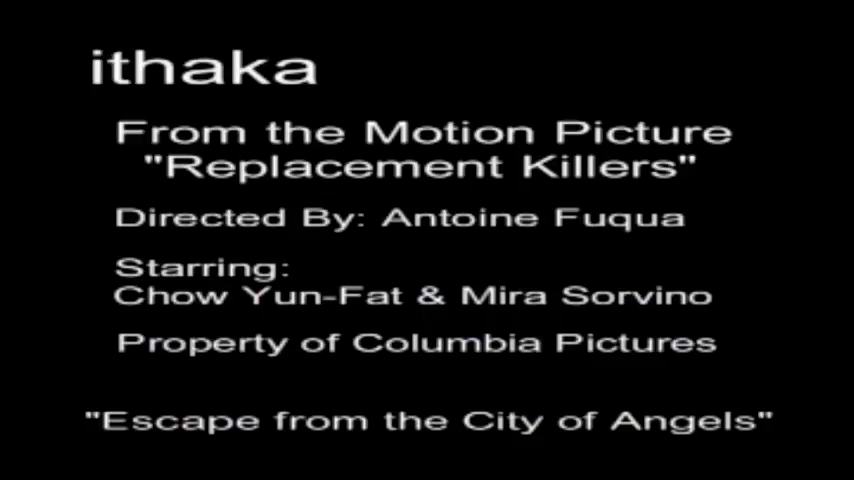 ithaka
From the Motion Picture
"Replacement Killers"
Directed By: Antoine Fuqua
Starring:
Chow Yun-Fat & Mira Sorvino
Property of Columbia Pictures
"Escape from the City of Angels"